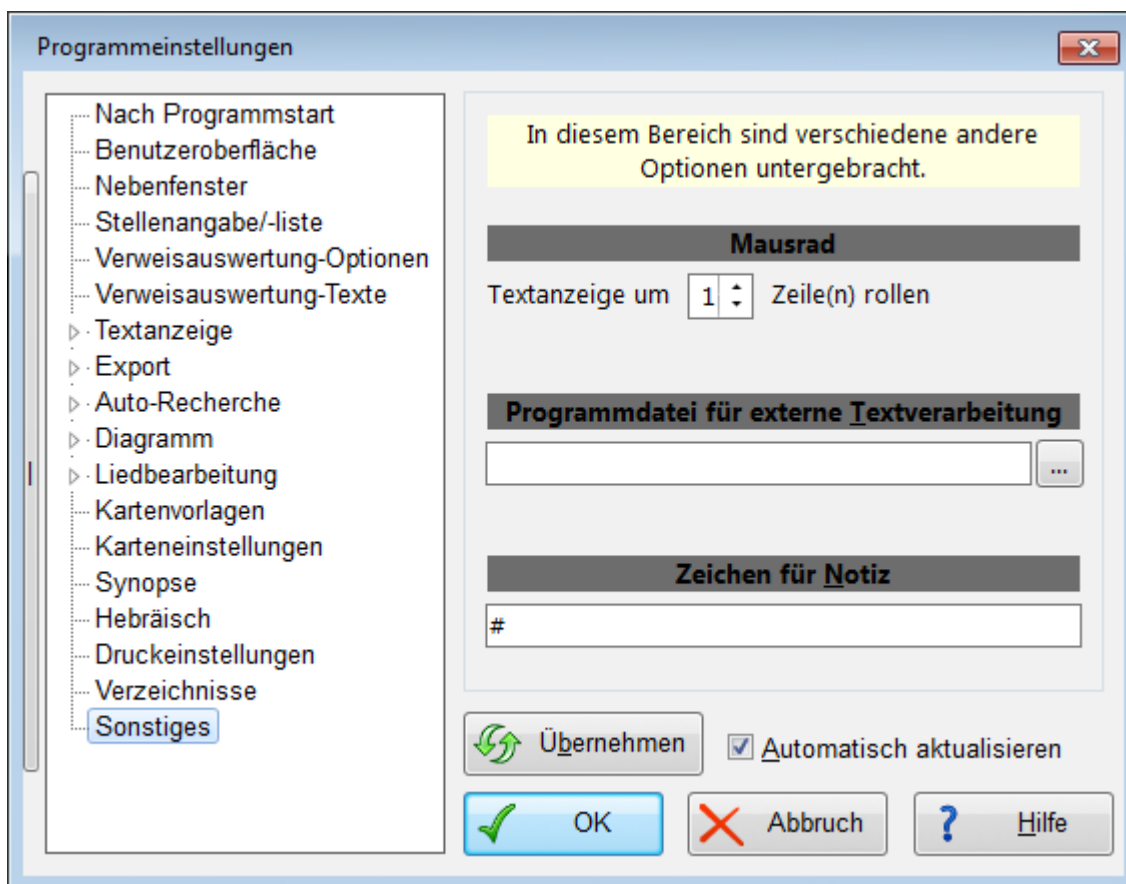 Programmeinstellungen
Nach Programmstart
Benutzeroberfläche
Nebenfenster
Stellenangabe/-liste
Verweisauswertung-Optionen
Verweisauswertung-Texte
Textanzeige
Export
Auto-Recherche
Diagramm
Liedbearbeitung
Kartenvorlagen
Karteneinstellungen
Synopse
Hebräisch
Druckeinstellungen
Verzeichnisse
Sonstiges
In diesem Bereich sind verschiedene andere
Optionen untergebracht.
Mausrad
Textanzeige um 1 Zeile(n) rollen
Programmdatei für externe Textverarbeitung
...
Zeichen für Notiz
#
Übernehmen
Automatisch aktualisieren
OK
Abbruch
? Hilfe